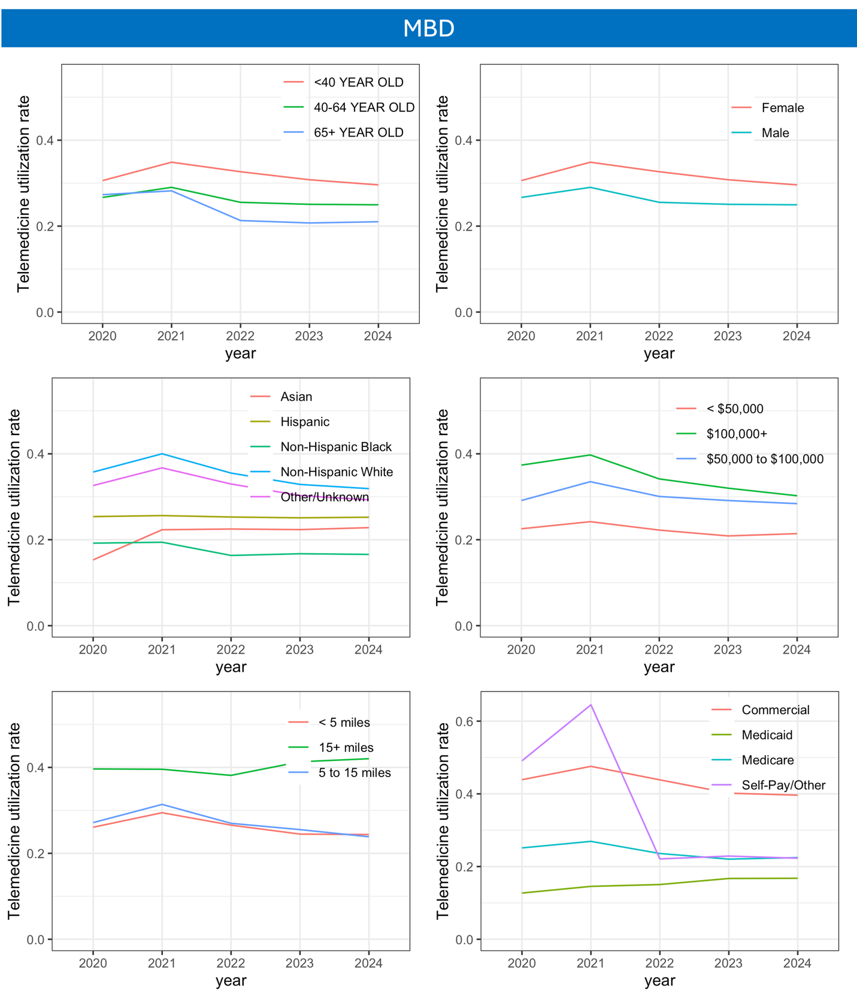 MBD
Telemedicine utilization rate
<40 YEAR OLD
40-64 YEAR OLD
65+ YEAR OLD
0.4
0.2
0.0
2020 2021 2022 2023 2024
year
Telemedicine utilization rate
Female
Male
0.4
0.2
0.0
2020 2021 2022 2023 2024
year
Telemedicine utilization rate
Asian
Hispanic
Non-Hispanic Black
Non-Hispanic White
Other/Unknown
0.4
0.2
0.0
2020 2021 2022 2023 2024
year
Telemedicine utilization rate
< $50,000
$100,000+
$50,000 to $100,000
0.4
0.2
0.0
2020 2021 2022 2023 2024
year
Telemedicine utilization rate
< 5 miles
15+ miles
5 to 15 miles
0.4
0.2
0.0
2020 2021 2022 2023 2024
year
Telemedicine utilization rate
Commercial
Medicaid
Medicare
Self-Pay/Other
0.6
0.4
0.2
0.0
2020 2021 2022 2023 2024
year